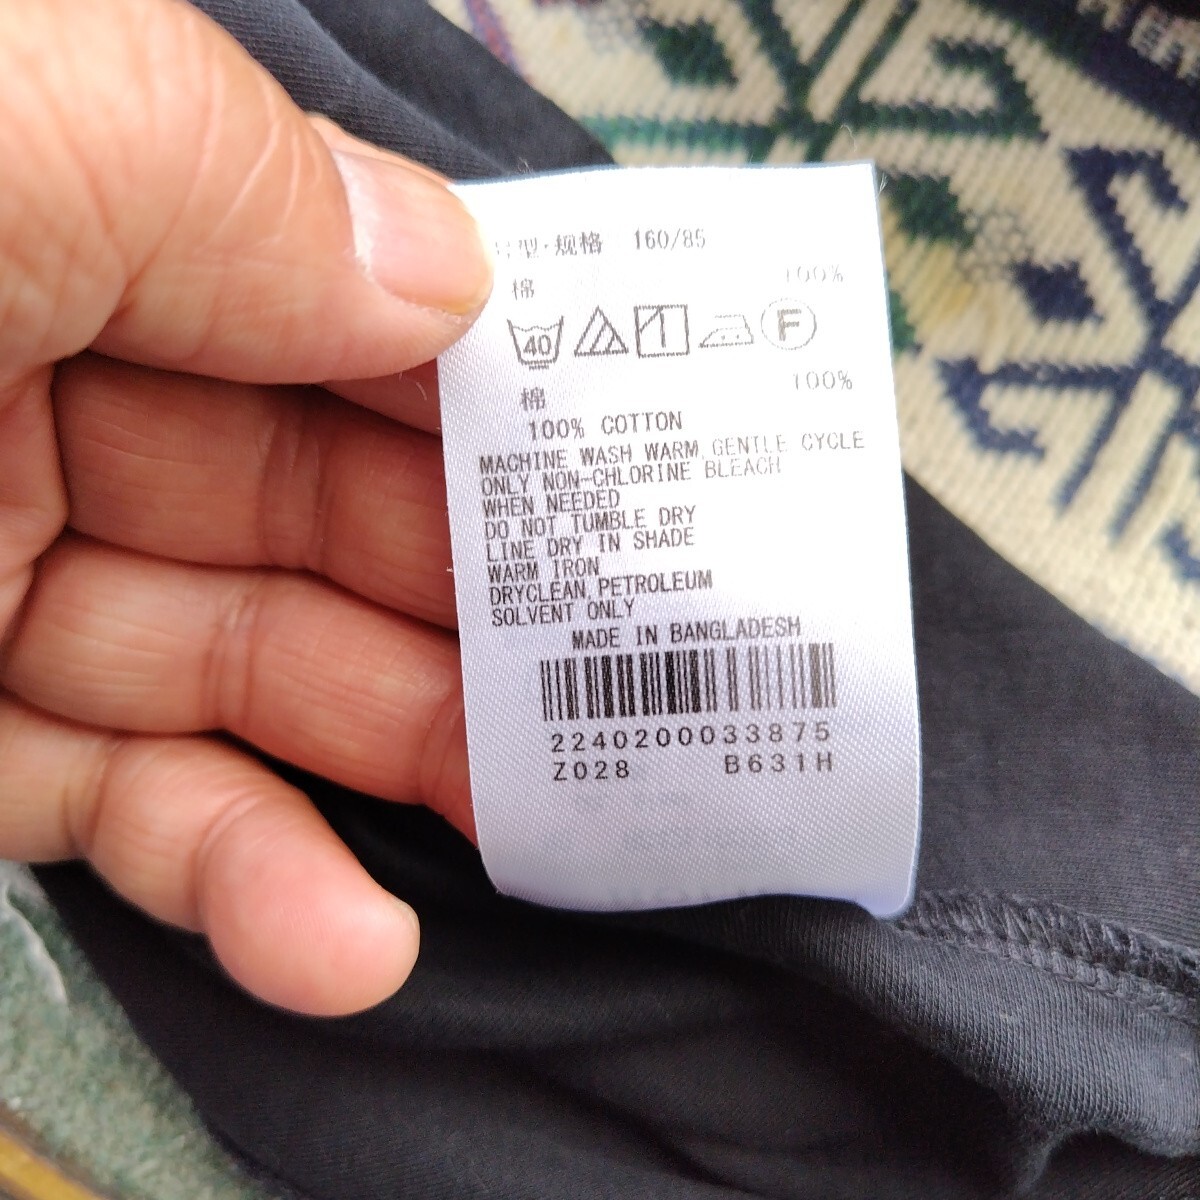 型·规格 160/85
棉 100%
40 F
棉 100%
100% COTTON
MACHINE WASH WARM, GENTLE CYCLE
ONLY NON-CHLORINE BLEACH
WHEN NEEDED
DO NOT TUMBLE DRY
LINE DRY IN SHADE
WARM IRON
DRYCLEAN, PETROLEUM
SOLVENT ONLY
MADE IN BANGLADESH
2240200033875
Z028 B631H